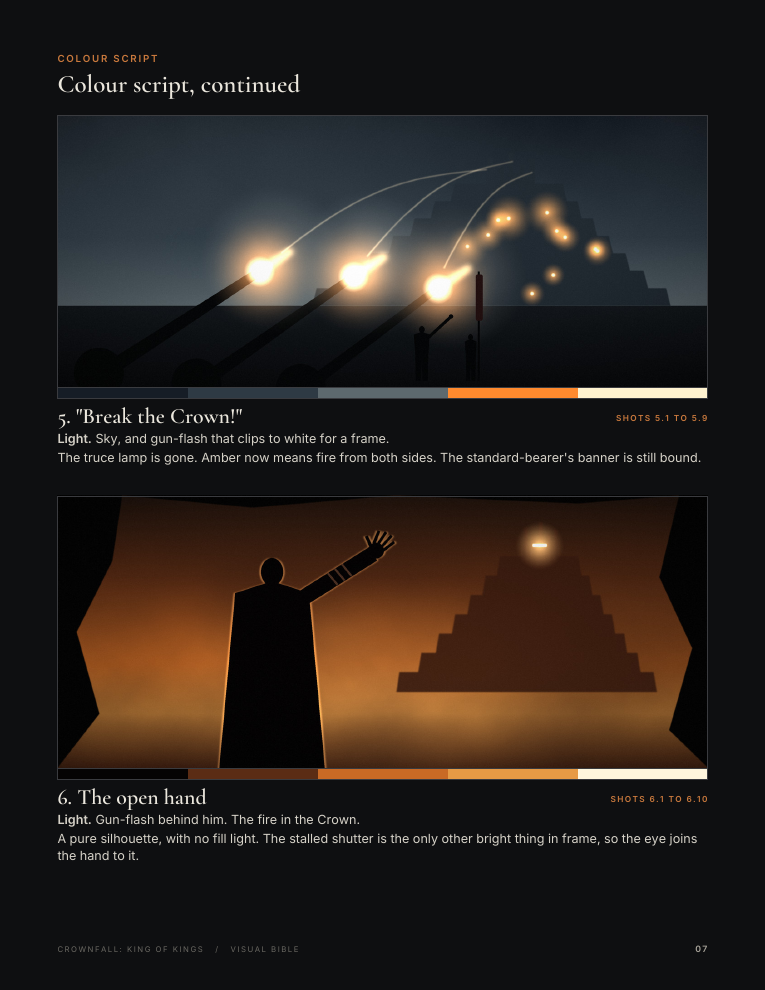 COLOUR SCRIPT
Colour script, continued
5. "Break the Crown!"
SHOTS 5.1 TO 5.9
Light. Sky, and gun-flash that clips to white for a frame.
The truce lamp is gone. Amber now means fire from both sides. The standard-bearer's banner is still bound.
6. The open hand
SHOTS 6.1 TO 6.10
Light. Gun-flash behind him. The fire in the Crown.
A pure silhouette, with no fill light. The stalled shutter is the only other bright thing in frame, so the eye joins
the hand to it.
CROWNFALL: KING OF KINGS / VISUAL BIBLE
07